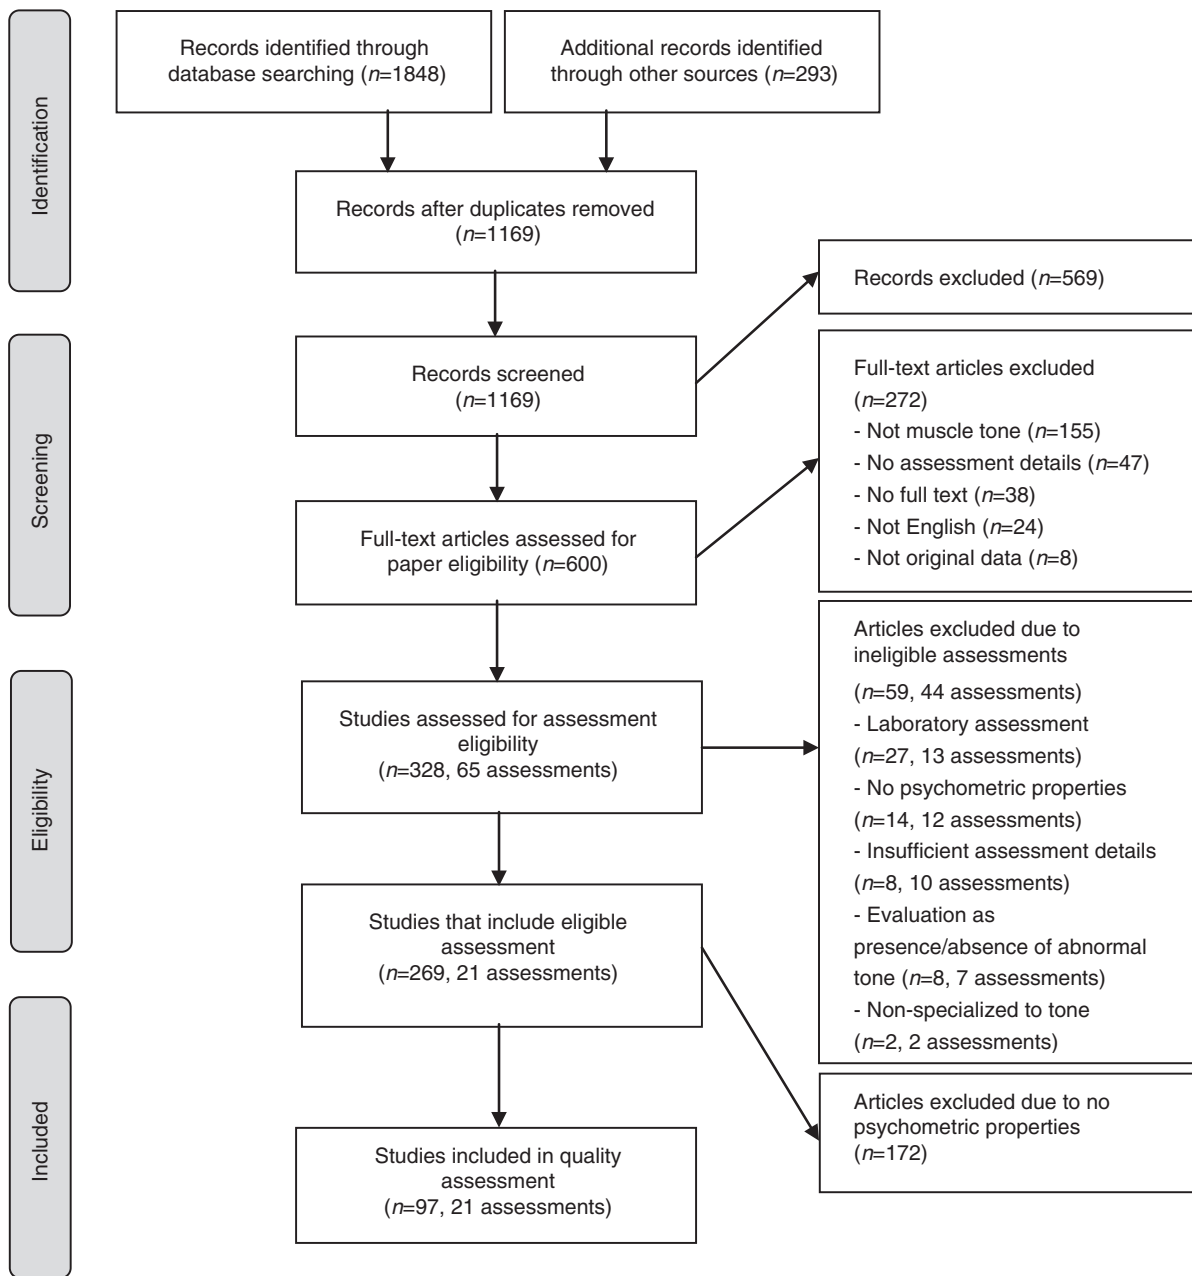 Identification
Records identified through
database searching (n=1848)
Additional records identified
through other sources (n=293)
Records after duplicates removed
(n=1169)
Records excluded (n=569)
Screening
Records screened
(n=1169)
Full-text articles excluded
(n=272)
- Not muscle tone (n=155)
- No assessment details (n=47)
- No full text (n=38)
- Not English (n=24)
- Not original data (n=8)
Full-text articles assessed for
paper eligibility (n=600)
Eligibility
Studies assessed for assessment
eligibility
(n=328, 65 assessments)
Articles excluded due to
ineligible assessments
(n=59, 44 assessments)
- Laboratory assessment
(n=27, 13 assessments)
- No psychometric properties
(n=14, 12 assessments)
- Insufficient assessment details
(n=8, 10 assessments)
- Evaluation as
presence/absence of abnormal
tone (n=8, 7 assessments)
- Non-specialized to tone
(n=2, 2 assessments)
Studies that include eligible
assessment
(n=269, 21 assessments)
Articles excluded due to no
psychometric properties
(n=172)
Included
Studies included in quality
assessment
(n=97, 21 assessments)